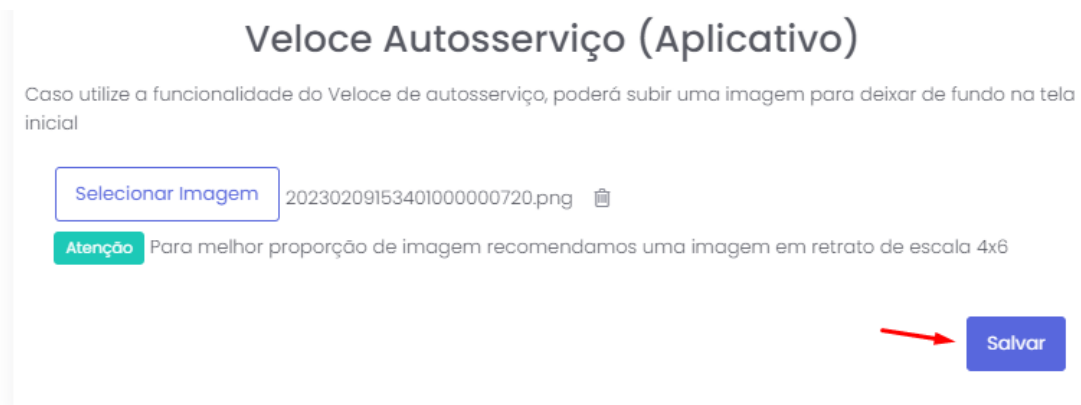 Veloce Autosserviço (Aplicativo)
Caso utilize a funcionalidade do Veloce de autosserviço, poderá subir uma imagem para deixar de fundo na tela
inicial
Selecionar Imagem 20230209153401000000720.png
Atenção Para melhor proporção de imagem recomendamos uma imagem em retrato de escala 4x6
Salvar